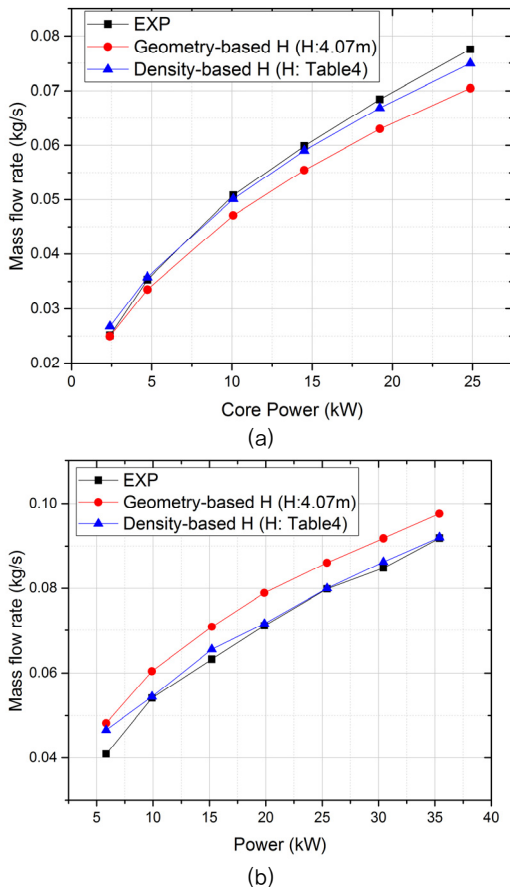 EXP
Geometry-based H (H:4.07m)
Density-based H (H: Table4)
Mass flow rate (kg/s)
0.08
0.07
0.06
0.05
0.04
0.03
0.02
0 5 10 15 20 25
Core Power (kW)
(a)
EXP
Geometry-based H (H:4.07m)
Density-based H (H: Table4)
Mass flow rate (kg/s)
0.10
0.08
0.06
0.04
5 10 15 20 25 30 35 40
Power (kW)
(b)